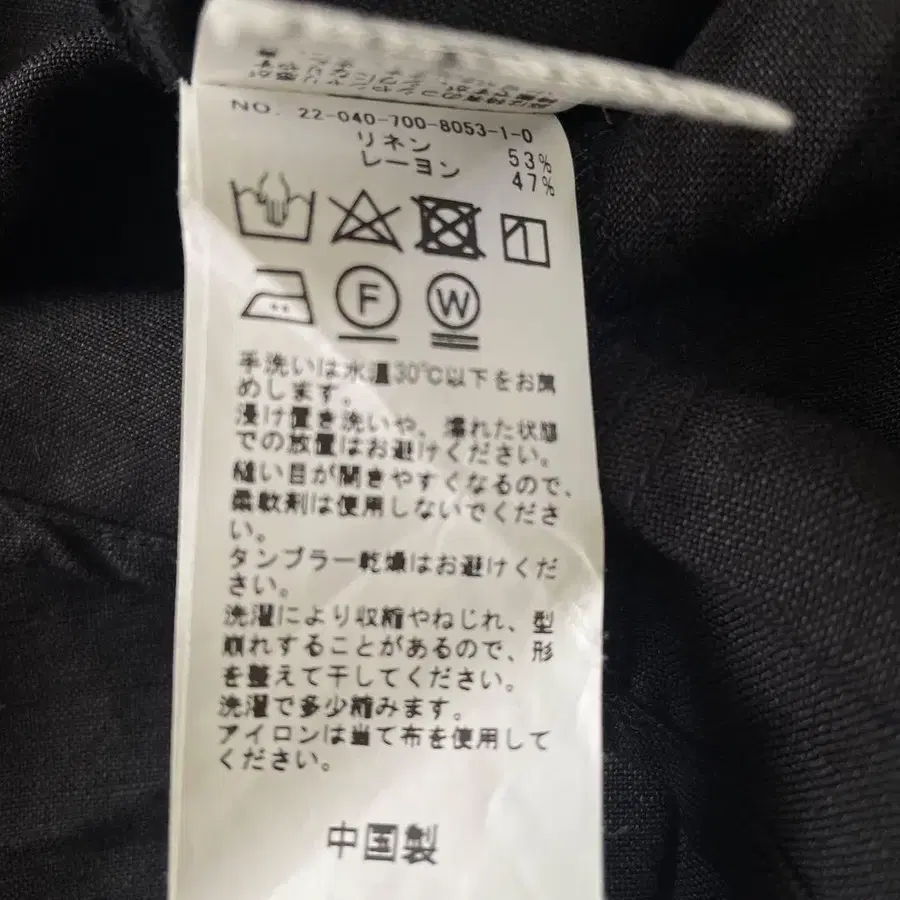 NO. 22-040-700-8053-1-0
リネン 53%
レーヨン 47%
F W
手洗いは水温30℃以下をお薦
めします。
浸け置き洗いや、濡れた状態
での放置はお避けください。
縫い目が開きやすくなるので、
柔軟剤は使用しないでくださ
い。
タンブラー乾燥はお避けくだ
さい。
洗濯により収縮やねじれ、型
崩れすることがあるので、形
を整えて干してください。
洗濯で多少縮みます。
アイロンは当て布を使用して
ください。
中国製